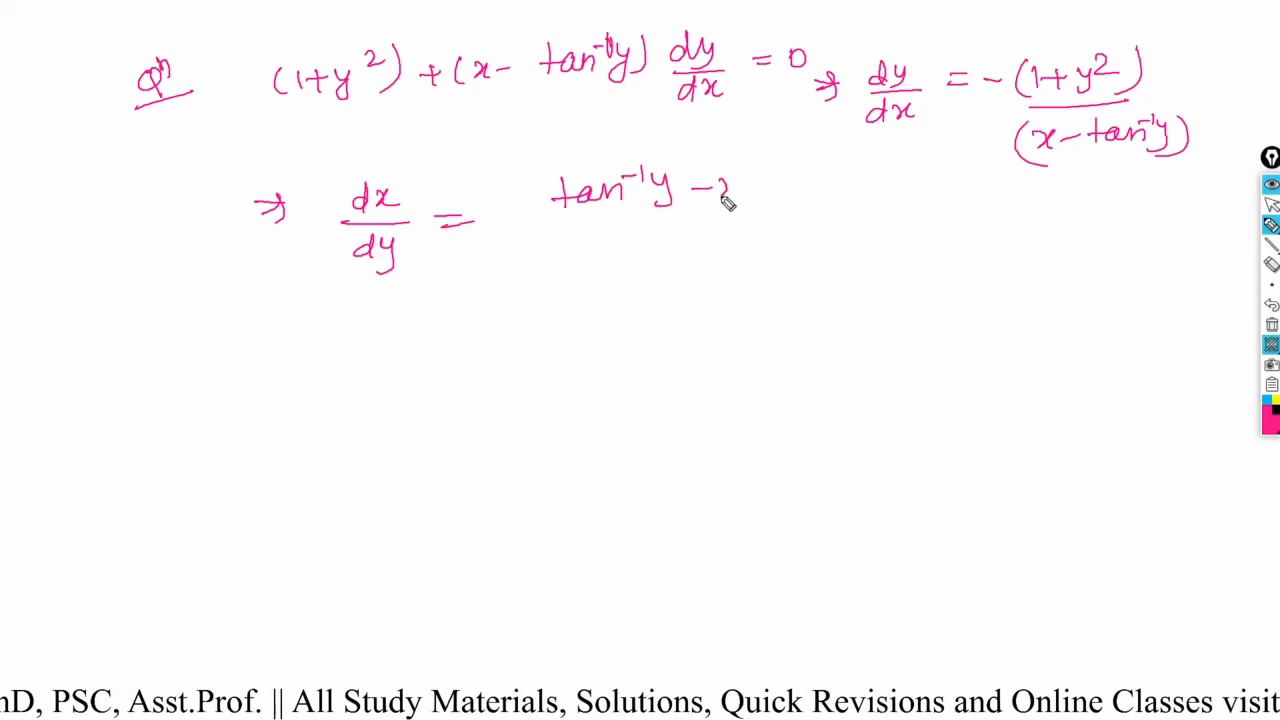 Qn (1+y²) + (x - tan⁻¹y) dy/dx = 0 ⇒ dy/dx = -(1+y²)/(x-tan⁻¹y)
⇒ dx/dy = tan⁻¹y -
nD, PSC, Asst.Prof. || All Study Materials, Solutions, Quick Revisions and Online Classes visit